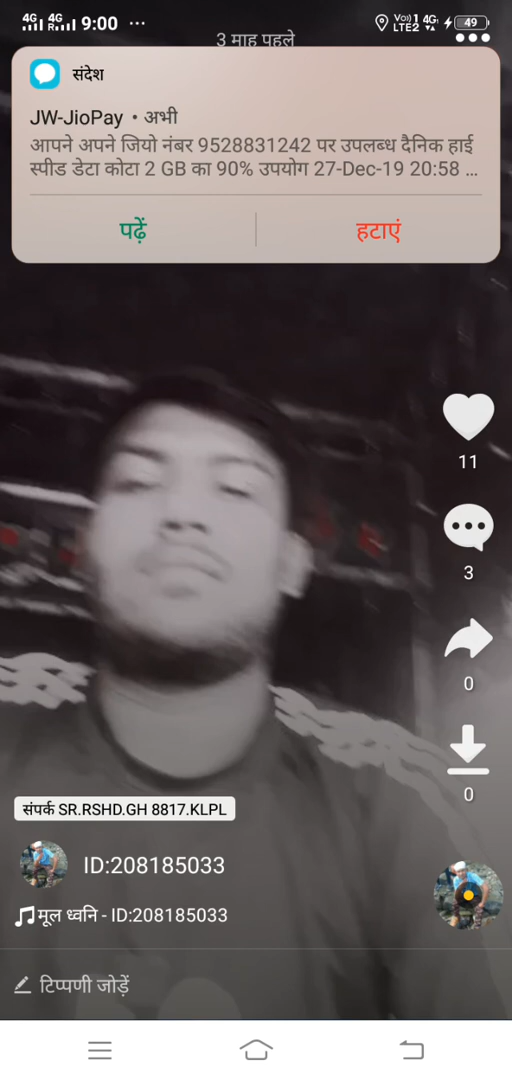 4G 4G R 9:00 ... Vo) 1 4G LTE2 49
3 माह पहले
संदेश
JW-JioPay • अभी
आपने अपने जियो नंबर 9528831242 पर उपलब्ध दैनिक हाई
स्पीड डेटा कोटा 2 GB का 90% उपयोग 27-Dec-19 20:58 ...
पढ़ें हटाएं
11
3
0
0
संपर्क SR.RSHD.GH 8817.KLPL
ID:208185033
मूल ध्वनि - ID:208185033
टिप्पणी जोड़ें